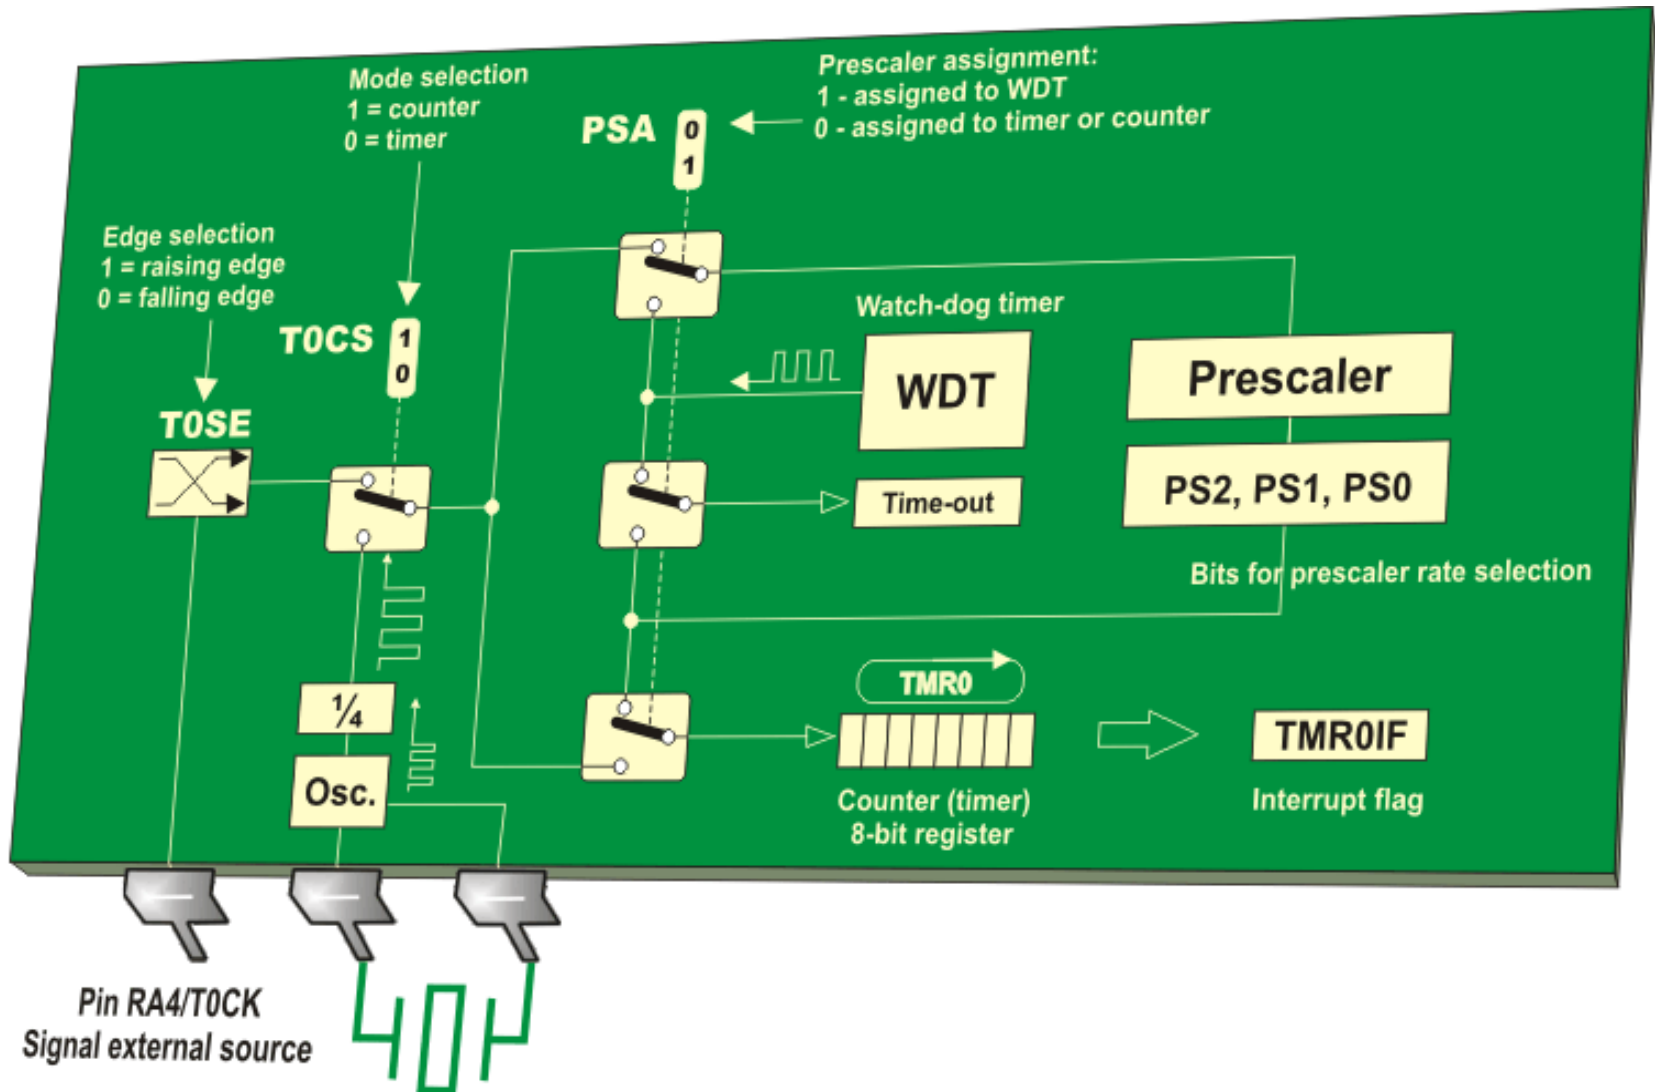 Mode selection
1 = counter
0 = timer
Prescaler assignment:
1 - assigned to WDT
0 - assigned to timer or counter
PSA
0
1
Edge selection
1 = raising edge
0 = falling edge
T0CS
1
0
T0SE
Watch-dog timer
WDT
Prescaler
Time-out
PS2, PS1, PS0
Bits for prescaler rate selection
1/4
Osc.
TMR0
TMR0IF
Counter (timer)
8-bit register
Interrupt flag
Pin RA4/T0CK
Signal external source